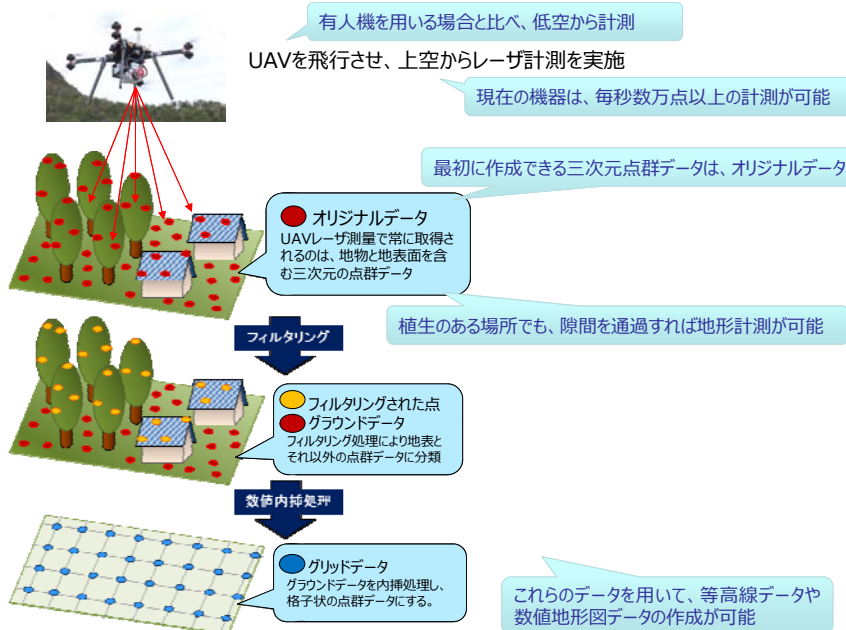 有人機を用いる場合と比べ、低空から計測
UAVを飛行させ、上空からレーザ計測を実施
現在の機器は、毎秒数万点以上の計測が可能
最初に作成できる三次元点群データは、オリジナルデータ
オリジナルデータ
UAVレーザ測量で常に取得さ
れるのは、地物と地表面を含
む三次元の点群データ
植生のある場所でも、隙間を通過すれば地形計測が可能
フィルタリング
フィルタリングされた点
グラウンドデータ
フィルタリング処理により地表と
それ以外の点群データに分類
数値内挿処理
グリッドデータ
グラウンドデータを内挿処理し、
格子状の点群データにする。
これらのデータを用いて、等高線データや
数値地形図データの作成が可能